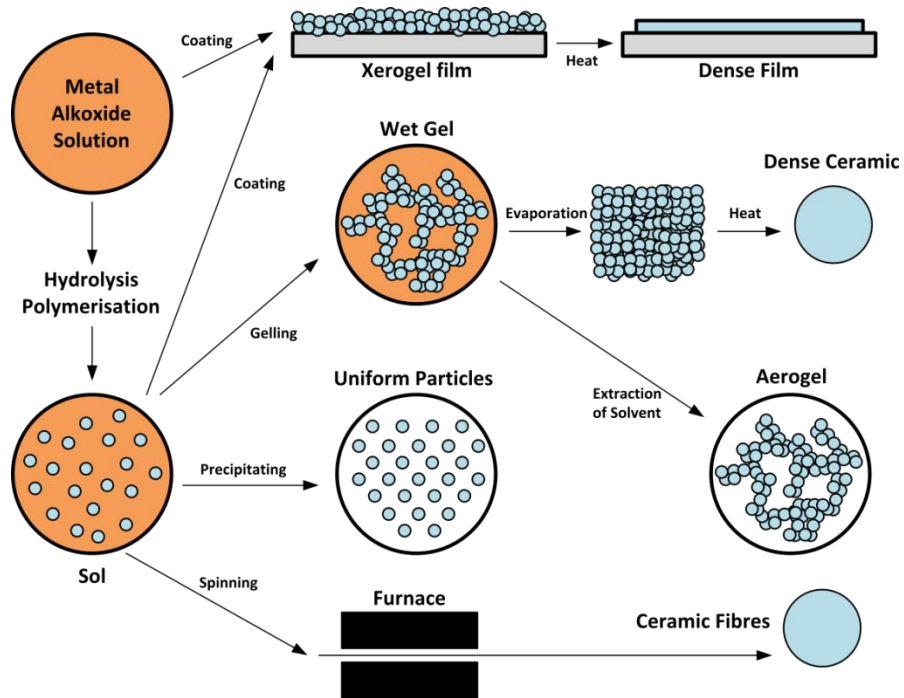 Coating
Xerogel film
Heat
Dense Film
Metal
Alkoxide
Solution
Wet Gel
Coating
Evaporation
Heat
Dense Ceramic
Hydrolysis
Polymerisation
Gelling
Uniform Particles
Extraction
of Solvent
Aerogel
Precipitating
Sol
Spinning
Furnace
Ceramic Fibres